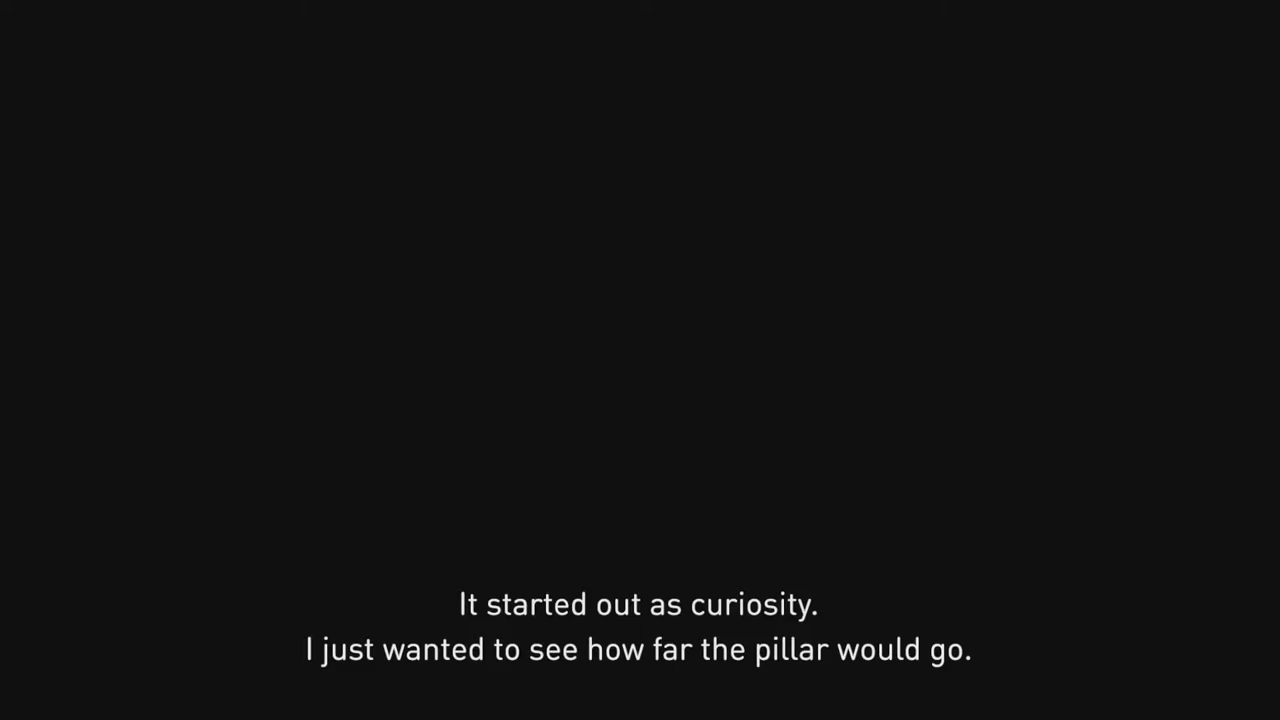 It started out as curiosity.
I just wanted to see how far the pillar would go.